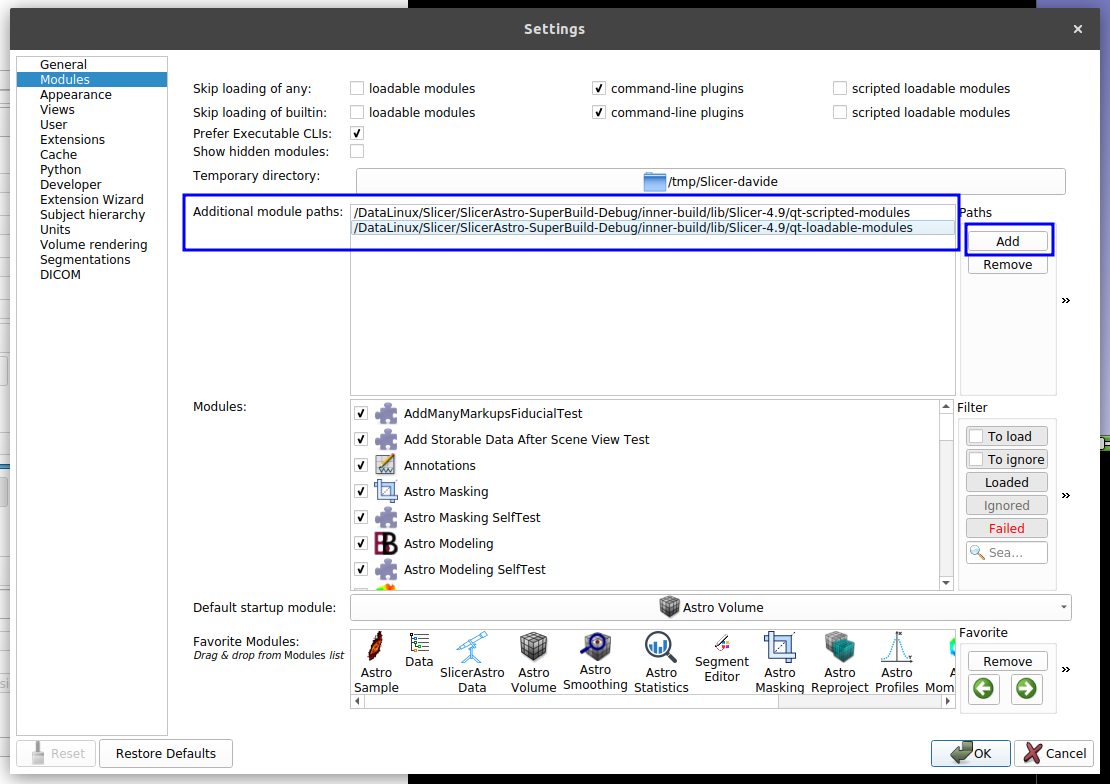 Settings
General
Modules
Appearance
Views
User
Extensions
Cache
Python
Developer
Extension Wizard
Subject hierarchy
Units
Volume rendering
Segmentations
DICOM
Skip loading of any: loadable modules command-line plugins scripted loadable modules
Skip loading of builtin: loadable modules command-line plugins scripted loadable modules
Prefer Executable CLIs:
Show hidden modules:
Temporary directory: /tmp/Slicer-davide
Additional module paths: /DataLinux/Slicer/SlicerAstro-SuperBuild-Debug/inner-build/lib/Slicer-4.9/qt-scripted-modules
/DataLinux/Slicer/SlicerAstro-SuperBuild-Debug/inner-build/lib/Slicer-4.9/qt-loadable-modules
Paths
Add
Remove
»
Modules:
AddManyMarkupsFiducialTest
Add Storable Data After Scene View Test
Annotations
Astro Masking
Astro Masking SelfTest
Astro Modeling
Astro Modeling SelfTest
Filter
To load
To ignore
Loaded
Ignored
Failed
Sea...
»
Default startup module: Astro Volume
Favorite Modules:
Drag & drop from Modules list
Astro Sample
Data
SlicerAstro Data
Astro Volume
Astro Smoothing
Astro Statistics
Segment Editor
Astro Masking
Astro Reproject
Astro Profiles
Favorite
Remove
»
Reset Restore Defaults OK Cancel